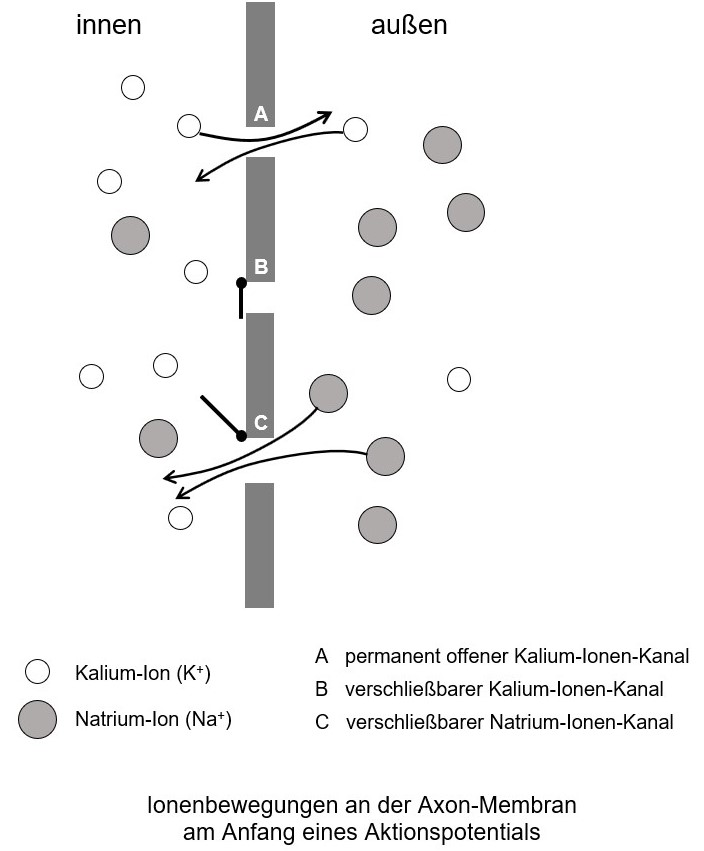 innen
außen
A
B
C
Kalium-Ion (K⁺)
Natrium-Ion (Na⁺)
A permanent offener Kalium-Ionen-Kanal
B verschließbarer Kalium-Ionen-Kanal
C verschließbarer Natrium-Ionen-Kanal
Ionenbewegungen an der Axon-Membran
am Anfang eines Aktionspotentials